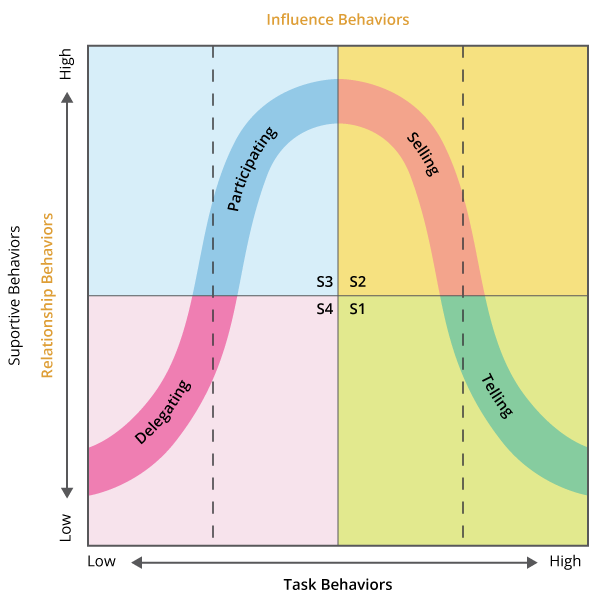 Influence Behaviors
High
Participating
Selling
Supportive Behaviors
Relationship Behaviors
S3
S2
S4
S1
Delegating
Telling
Low
Low
High
Task Behaviors